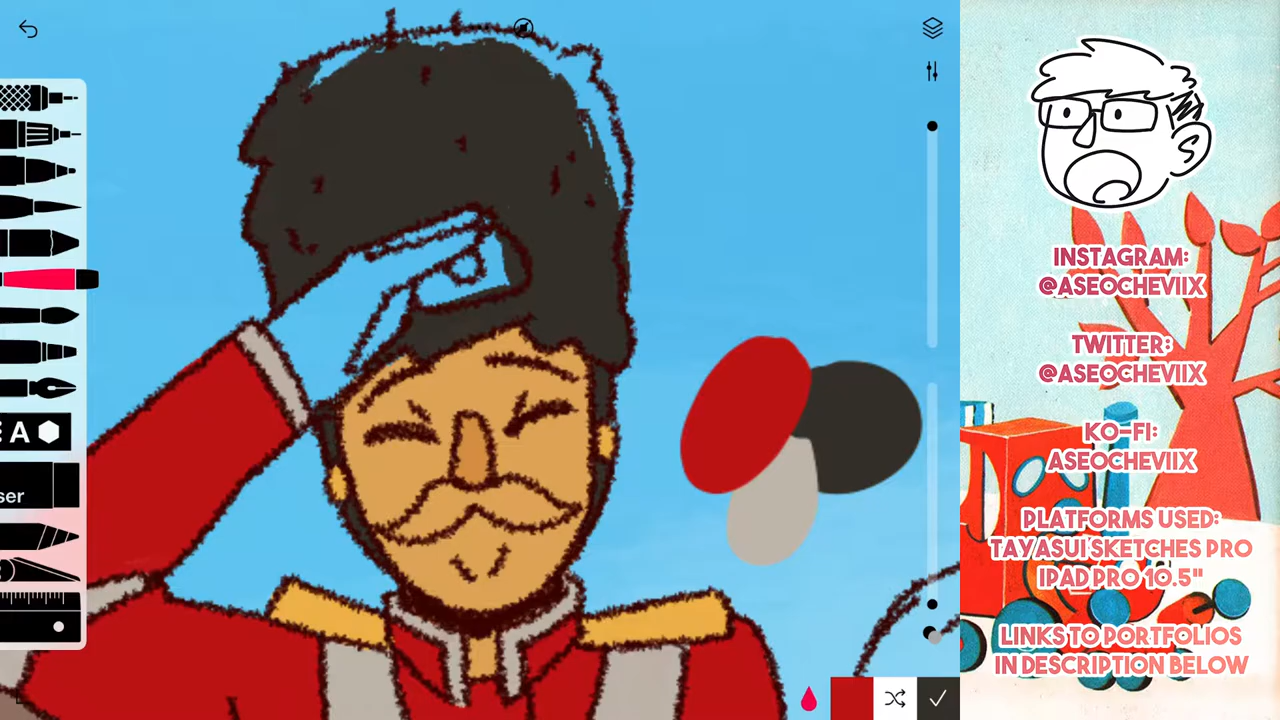 A
ser
INSTAGRAM:
@ASEOCHEVIIX
TWITTER:
@ASEOCHEVIIX
KO-FI:
ASEOCHEVIIX
PLATFORMS USED:
TAYASUI SKETCHES PRO
IPAD PRO 10.5"
LINKS TO PORTFOLIOS
IN DESCRIPTION BELOW